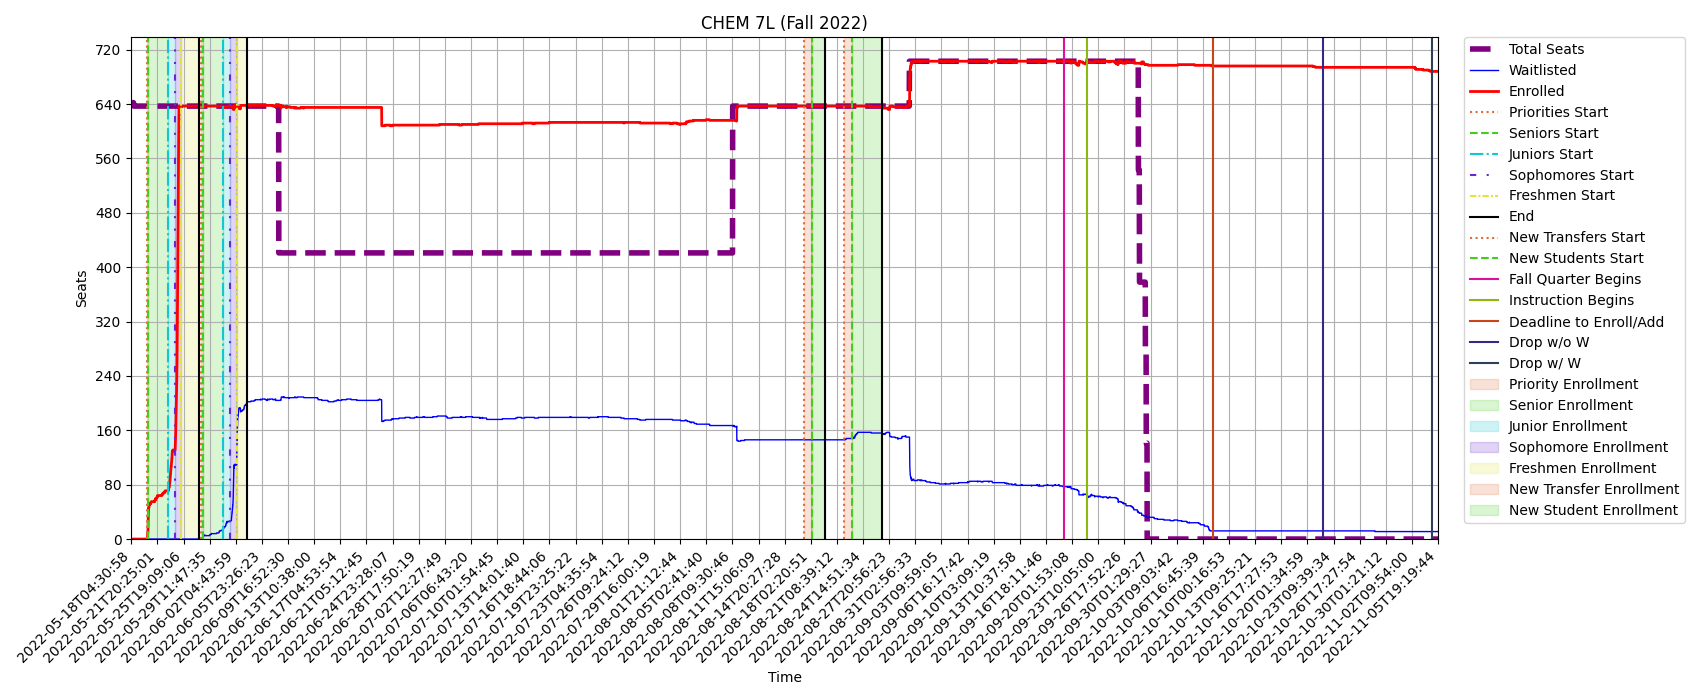 CHEM 7L (Fall 2022)
Seats
720
640
560
480
400
320
240
160
80
0
2022-05-18T04:30:58
2022-05-21T20:25:01
2022-05-25T19:09:06
2022-05-29T11:47:35
2022-06-02T04:43:59
2022-06-05T23:26:23
2022-06-09T16:52:30
2022-06-13T10:38:00
2022-06-17T04:53:54
2022-06-21T05:12:45
2022-06-24T23:28:07
2022-06-28T17:50:19
2022-07-02T12:27:49
2022-07-06T06:43:20
2022-07-10T01:54:45
2022-07-13T14:01:40
2022-07-16T18:44:06
2022-07-19T23:25:22
2022-07-23T04:35:54
2022-07-26T09:24:12
2022-07-29T16:00:19
2022-08-01T21:12:44
2022-08-05T02:41:40
2022-08-08T09:30:46
2022-08-11T15:06:09
2022-08-14T20:27:28
2022-08-18T02:20:51
2022-08-21T08:39:12
2022-08-24T14:51:34
2022-08-27T20:56:23
2022-08-31T02:56:33
2022-09-03T09:59:05
2022-09-06T16:17:42
2022-09-10T03:09:19
2022-09-13T10:37:58
2022-09-16T18:11:46
2022-09-20T01:53:08
2022-09-23T10:05:00
2022-09-26T17:52:26
2022-09-30T01:29:27
2022-10-03T09:03:42
2022-10-06T16:45:39
2022-10-10T00:16:53
2022-10-13T09:25:21
2022-10-16T17:27:53
2022-10-20T01:34:59
2022-10-23T09:39:34
2022-10-26T17:27:54
2022-10-30T01:21:12
2022-11-02T09:54:00
2022-11-05T19:19:44
Time
Total Seats
Waitlisted
Enrolled
Priorities Start
Seniors Start
Juniors Start
Sophomores Start
Freshmen Start
End
New Transfers Start
New Students Start
Fall Quarter Begins
Instruction Begins
Deadline to Enroll/Add
Drop w/o W
Drop w/ W
Priority Enrollment
Senior Enrollment
Junior Enrollment
Sophomore Enrollment
Freshmen Enrollment
New Transfer Enrollment
New Student Enrollment